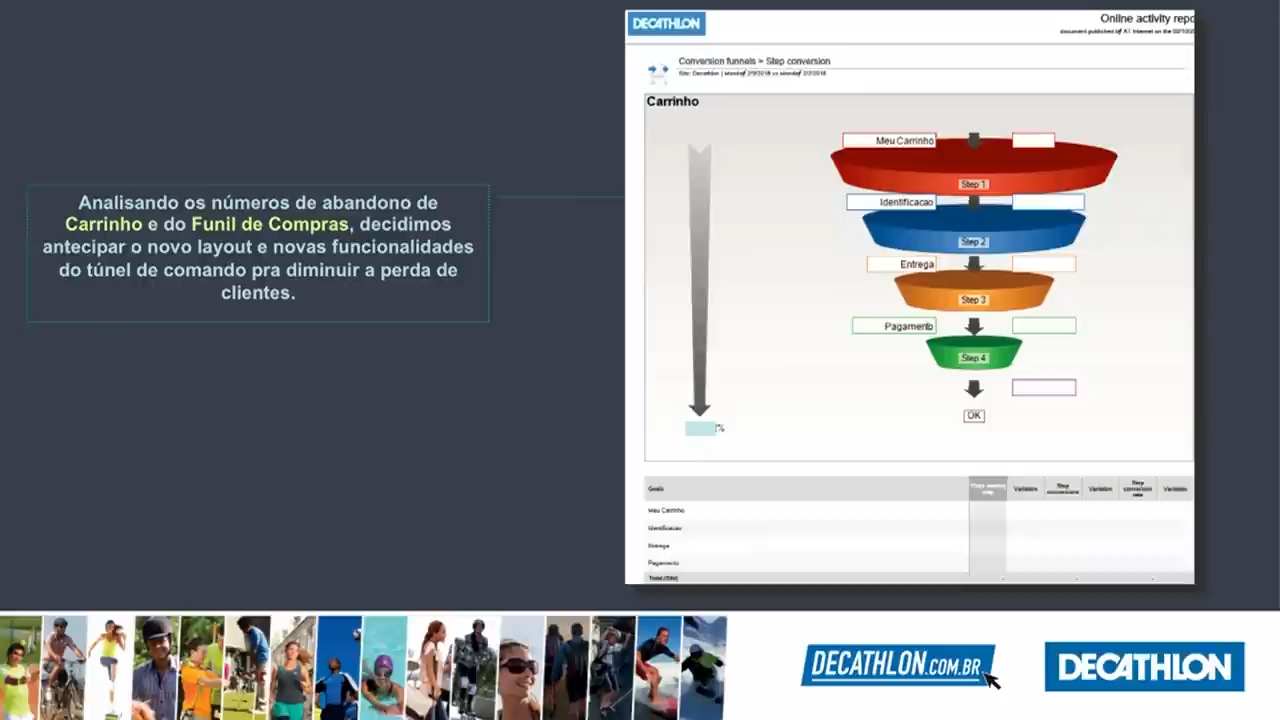 Analisando os números de abandono de
Carrinho e do Funil de Compras, decidimos
antecipar o novo layout e novas funcionalidades
do túnel de comando pra diminuir a perda de
clientes.
DECATHLON
Online activity repo
Conversion funnels > Step conversion
Carrinho
Meu Carrinho
Step 1
Identificacao
Step 2
Entrega
Step 3
Pagamento
Step 4
OK
%
Goals
Variation
Variation
Step conversion rate
Variation
Meu Carrinho
Identificacao
Entrega
Pagamento
DECATHLON.COM.BR
DECATHLON